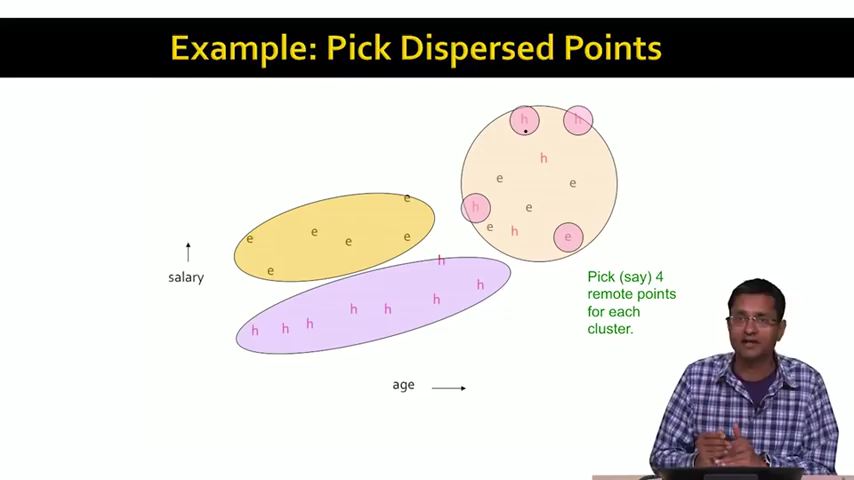 Example: Pick Dispersed Points
h h
h
e e
h e
e h e
e
e e e e
e
h
h
h h h
h h h
salary
Pick (say) 4
remote points
for each
cluster.
age